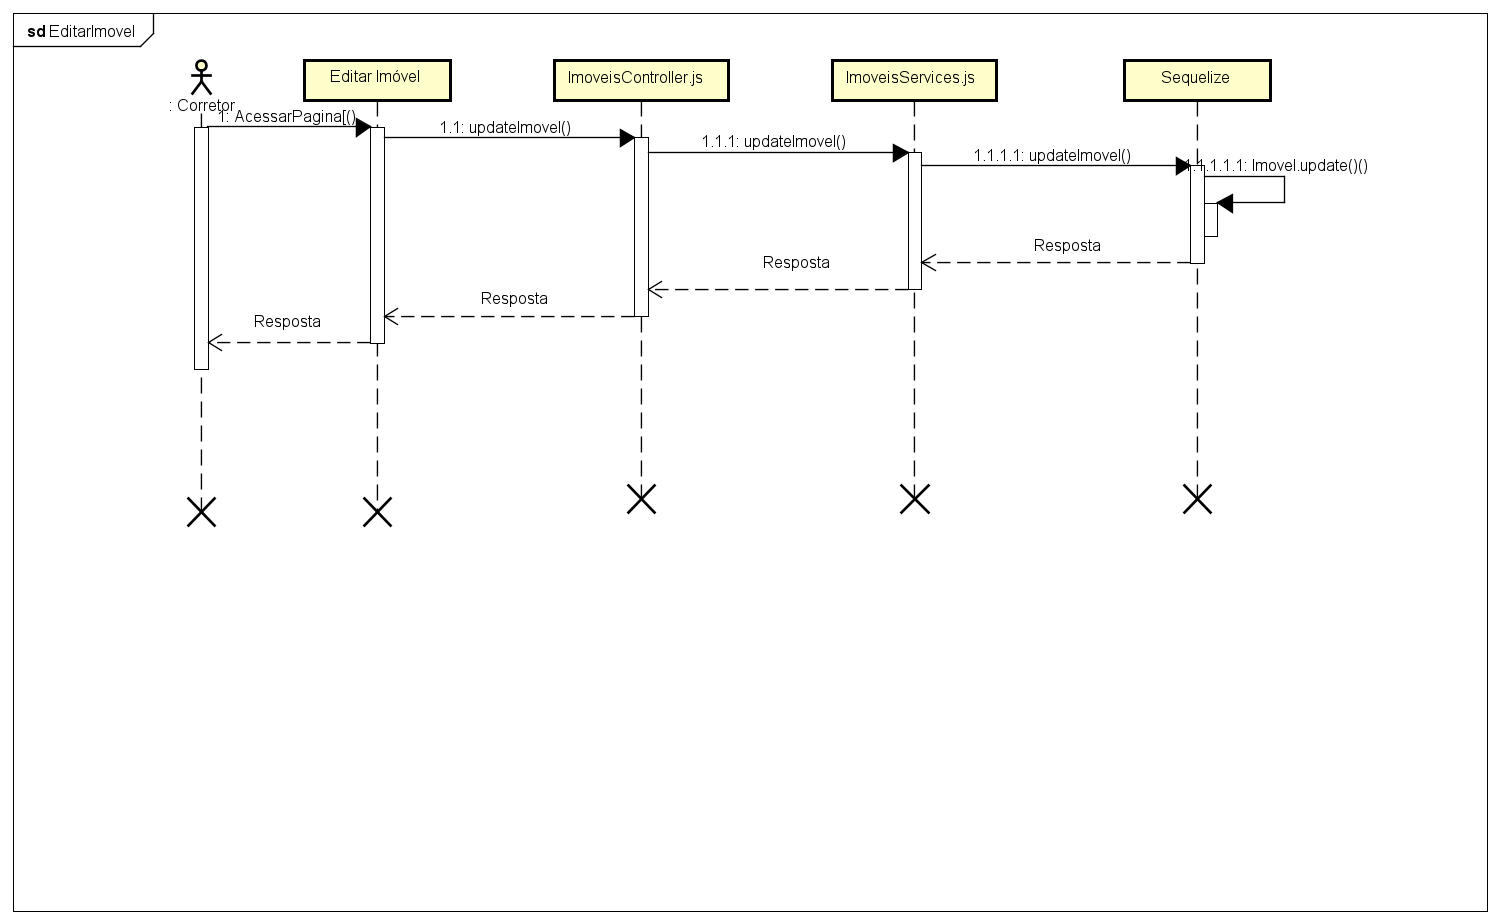 sd EditarImovel
: Corretor
Editar Imóvel
ImoveisController.js
ImoveisServices.js
Sequelize
1: AcessarPagina[()
1.1: updateImovel()
1.1.1: updateImovel()
1.1.1.1: updateImovel()
1.1.1.1.1: Imovel.update()()
Resposta
Resposta
Resposta
Resposta